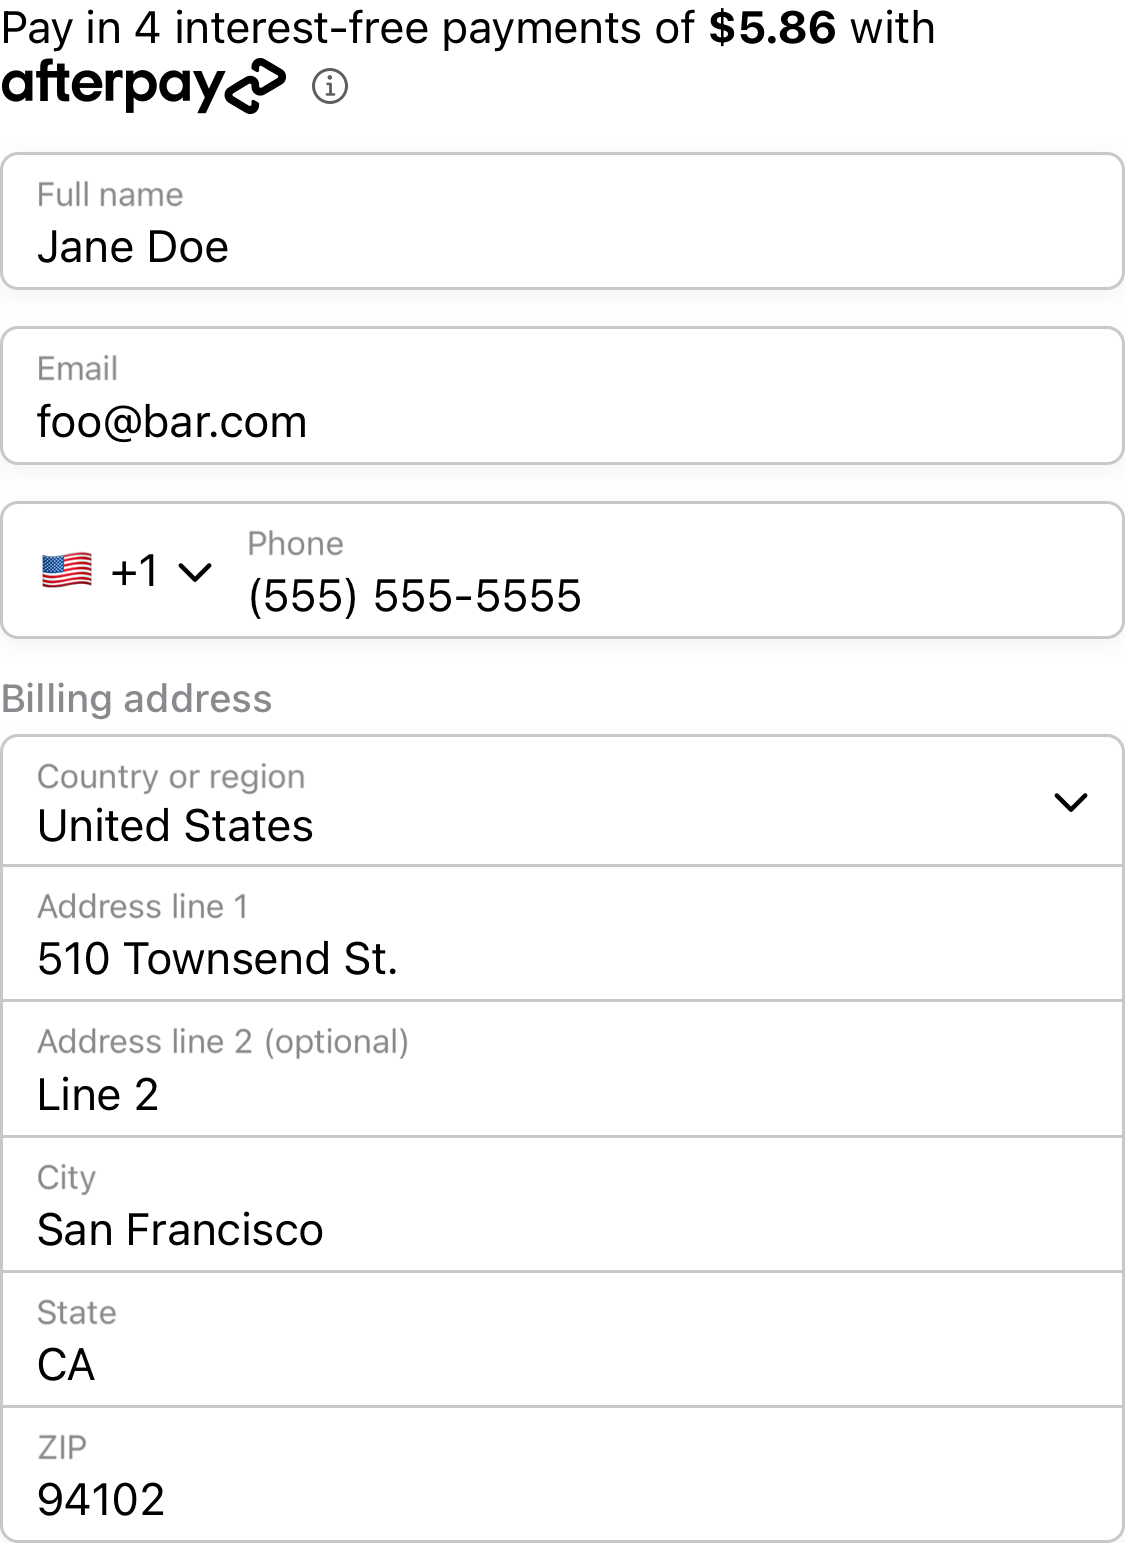 Pay in 4 interest-free payments of $5.86 with
afterpay
Full name
Jane Doe
Email
foo@bar.com
Phone
+1 (555) 555-5555
Billing address
Country or region
United States
Address line 1
510 Townsend St.
Address line 2 (optional)
Line 2
City
San Francisco
State
CA
ZIP
94102